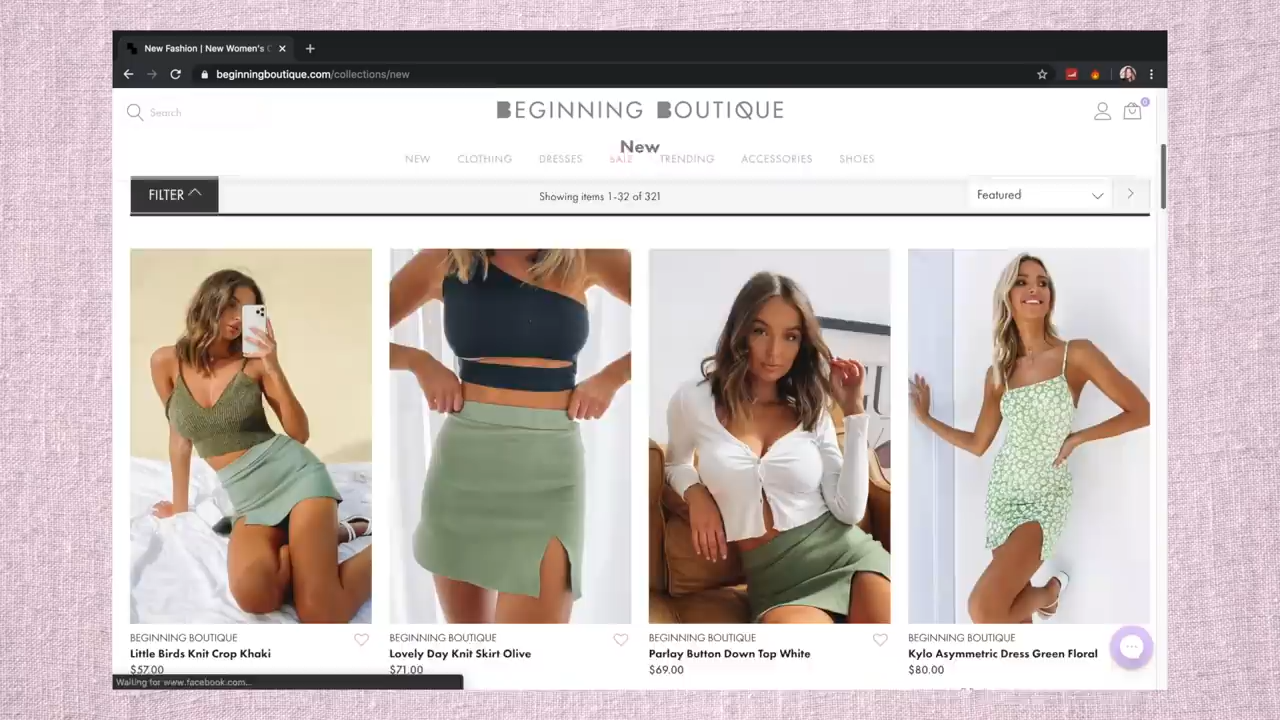 New Fashion | New Women's C
beginningboutique.com/collections/new
Search
BEGINNING BOUTIQUE
0
New
NEW CLOTHING DRESSES SALE TRENDING ACCESSORIES SHOES
FILTER
Showing items 1-32 of 321
Featured
BEGINNING BOUTIQUE
Little Birds Knit Crop Khaki
$57.00
BEGINNING BOUTIQUE
Lovely Day Knit Skirt Olive
$71.00
BEGINNING BOUTIQUE
Parlay Button Down Top White
$69.00
BEGINNING BOUTIQUE
Kylo Asymmetric Dress Green Floral
$80.00
Waiting for www.facebook.com...